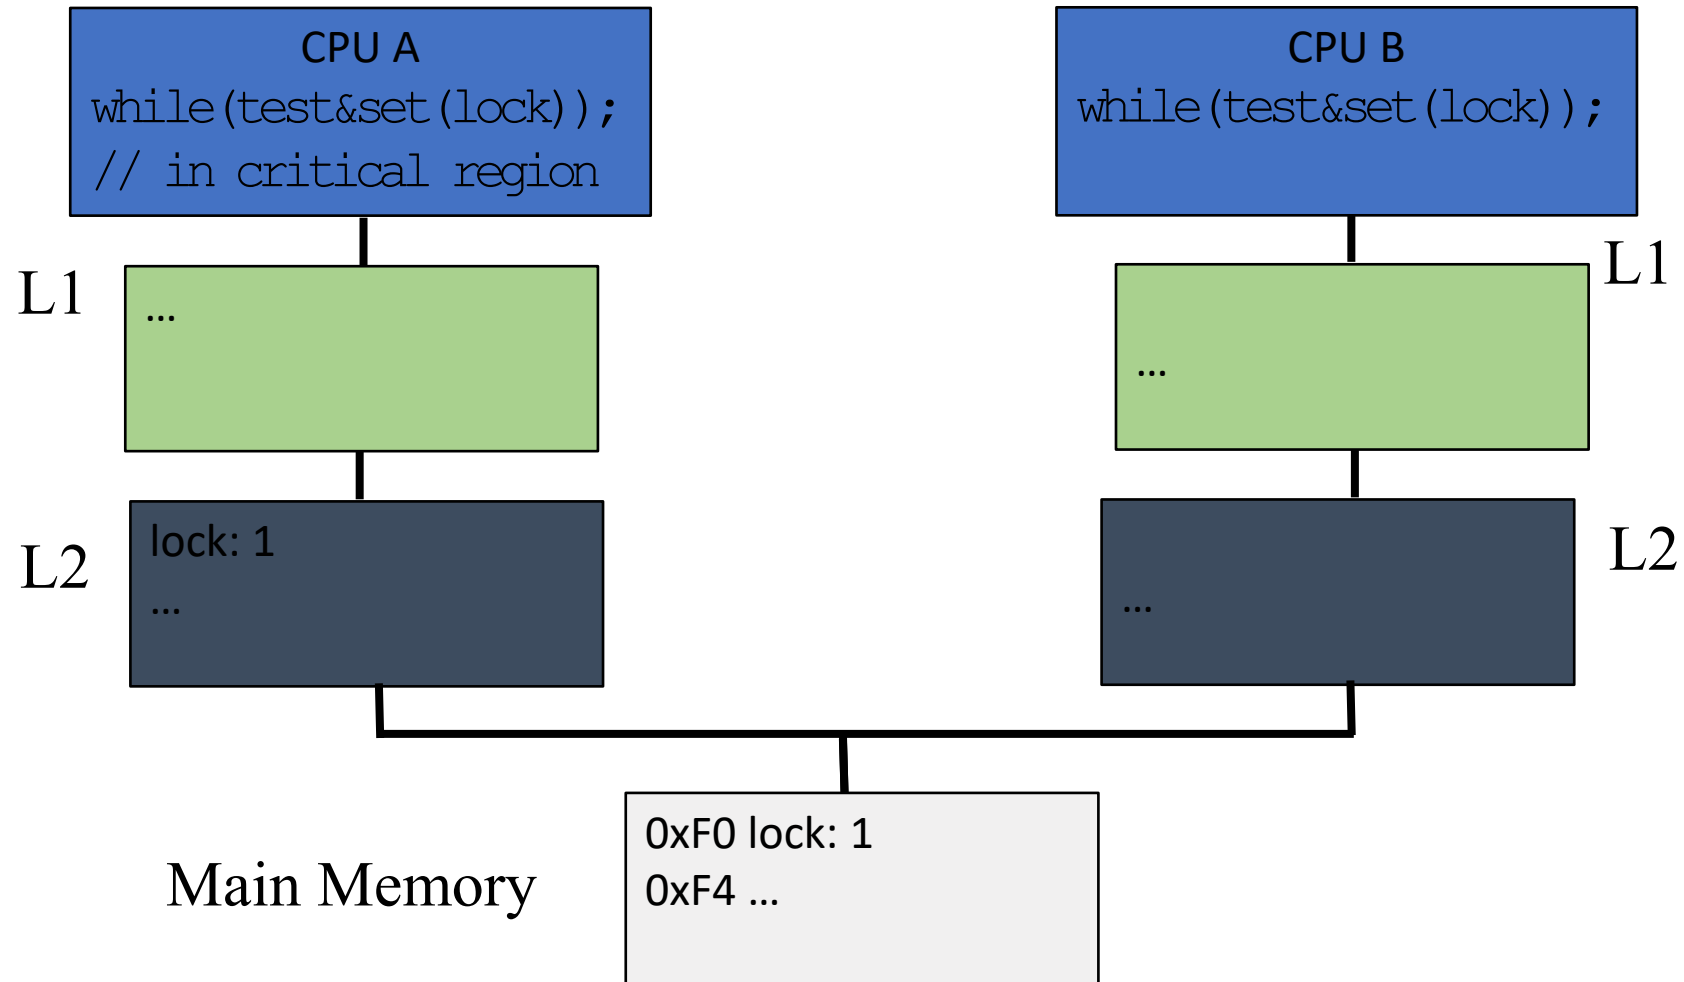 CPU A
while(test&set(lock));
// in critical region
CPU B
while(test&set(lock));
L1
…
L1
…
L2
lock: 1
…
L2
…
Main Memory
0xF0 lock: 1
0xF4 …